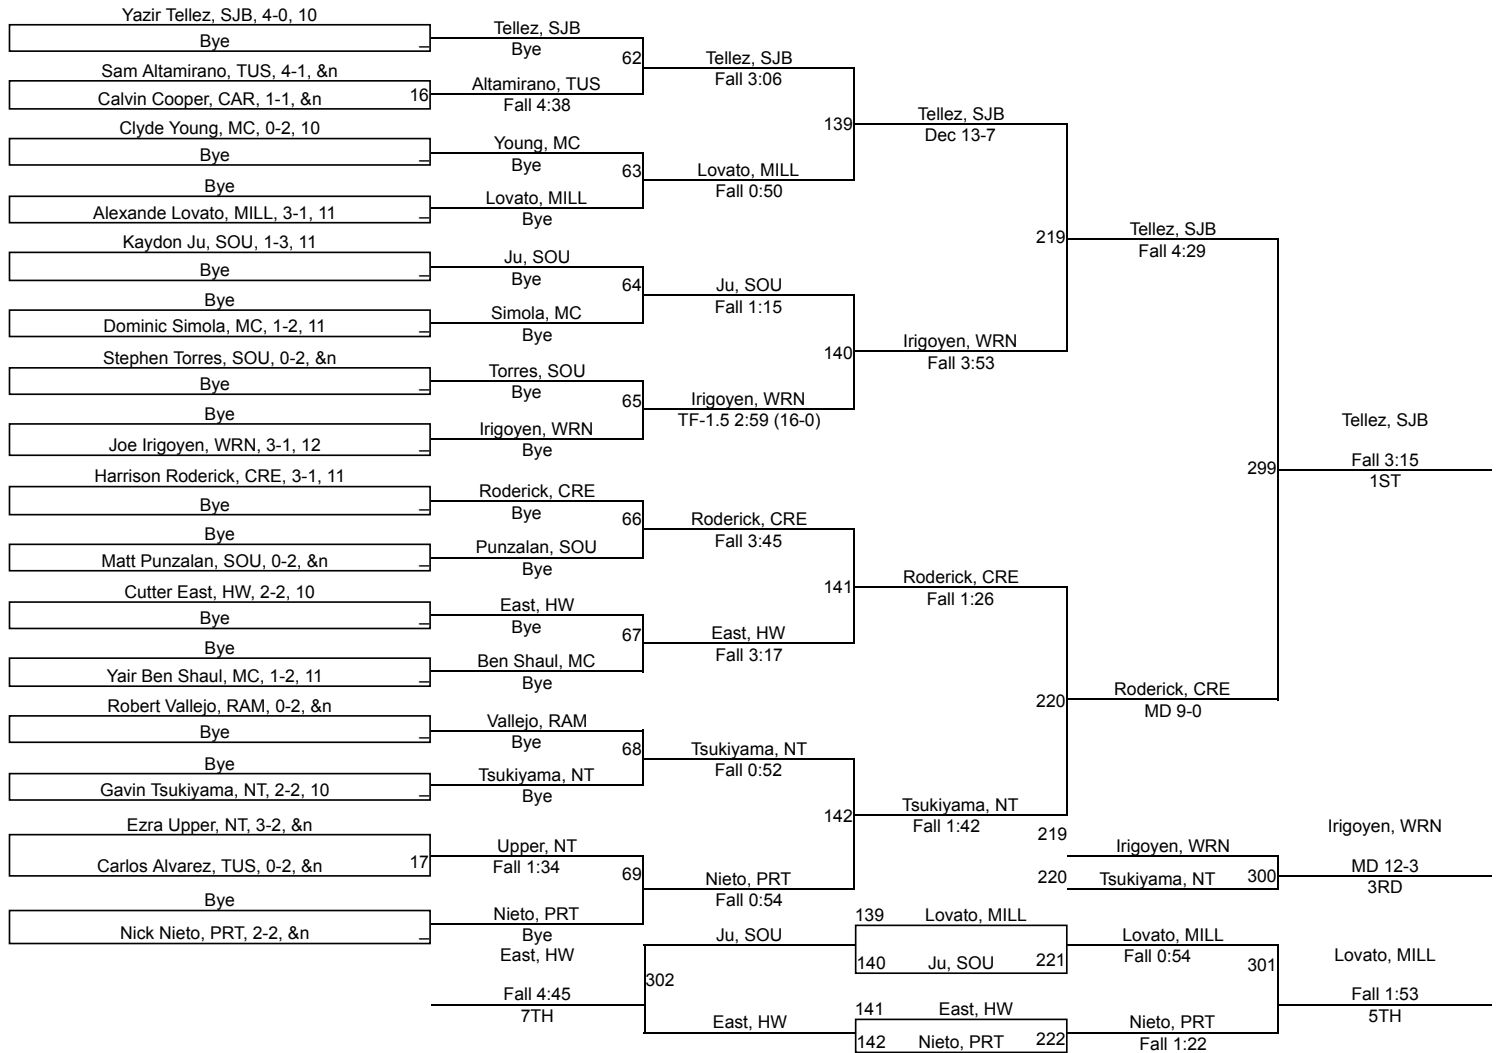 Yazir Tellez, SJB, 4-0, 10
Bye
_
Sam Altamirano, TUS, 4-1, &n
Calvin Cooper, CAR, 1-1, &n
16
Clyde Young, MC, 0-2, 10
Bye
_
Bye
Alexande Lovato, MILL, 3-1, 11
_
Kaydon Ju, SOU, 1-3, 11
Bye
_
Bye
Dominic Simola, MC, 1-2, 11
_
Stephen Torres, SOU, 0-2, &n
Bye
_
Bye
Joe Irigoyen, WRN, 3-1, 12
_
Harrison Roderick, CRE, 3-1, 11
Bye
_
Bye
Matt Punzalan, SOU, 0-2, &n
_
Cutter East, HW, 2-2, 10
Bye
_
Bye
Yair Ben Shaul, MC, 1-2, 11
_
Robert Vallejo, RAM, 0-2, &n
Bye
_
Bye
Gavin Tsukiyama, NT, 2-2, 10
_
Ezra Upper, NT, 3-2, &n
Carlos Alvarez, TUS, 0-2, &n
17
Bye
Nick Nieto, PRT, 2-2, &n
_
Tellez, SJB
Bye
62
Altamirano, TUS
Fall 4:38
Young, MC
Bye
63
Lovato, MILL
Bye
Ju, SOU
Bye
64
Simola, MC
Bye
Torres, SOU
Bye
65
Irigoyen, WRN
Bye
Roderick, CRE
Bye
66
Punzalan, SOU
Bye
East, HW
Bye
67
Ben Shaul, MC
Bye
Vallejo, RAM
Bye
68
Tsukiyama, NT
Bye
Upper, NT
Fall 1:34
69
Nieto, PRT
Bye
Tellez, SJB
Fall 3:06
139
Lovato, MILL
Fall 0:50
Ju, SOU
Fall 1:15
140
Irigoyen, WRN
TF-1.5 2:59 (16-0)
Roderick, CRE
Fall 3:45
141
East, HW
Fall 3:17
Tsukiyama, NT
Fall 0:52
142
Nieto, PRT
Fall 0:54
Tellez, SJB
Dec 13-7
219
Irigoyen, WRN
Fall 3:53
Roderick, CRE
Fall 1:26
220
Tsukiyama, NT
Fall 1:42
Tellez, SJB
Fall 4:29
299
Roderick, CRE
MD 9-0
Tellez, SJB
Fall 3:15
1ST
219
Irigoyen, WRN
220
Tsukiyama, NT
300
Irigoyen, WRN
MD 12-3
3RD
139
Lovato, MILL
140
Ju, SOU
221
141
East, HW
142
Nieto, PRT
222
Lovato, MILL
Fall 0:54
301
Nieto, PRT
Fall 1:22
Lovato, MILL
Fall 1:53
5TH
Ju, SOU
302
East, HW
East, HW
Fall 4:45
7TH